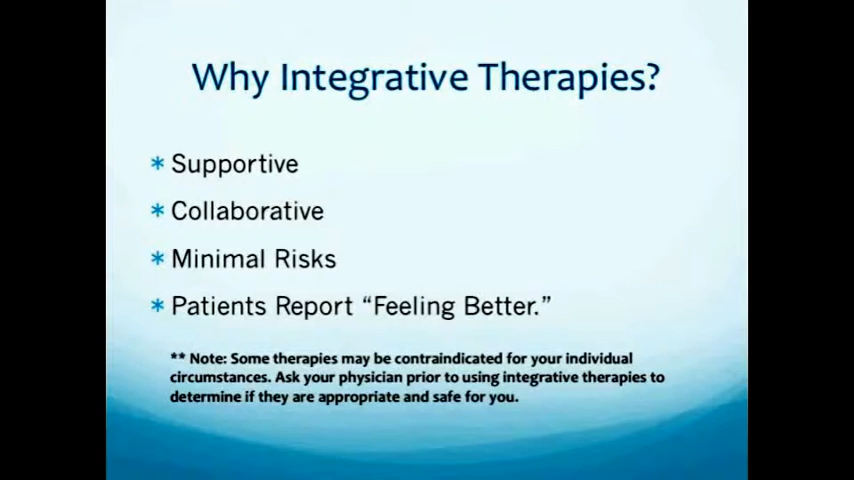 Why Integrative Therapies?
* Supportive
* Collaborative
* Minimal Risks
* Patients Report “Feeling Better.”
** Note: Some therapies may be contraindicated for your individual
circumstances. Ask your physician prior to using integrative therapies to
determine if they are appropriate and safe for you.